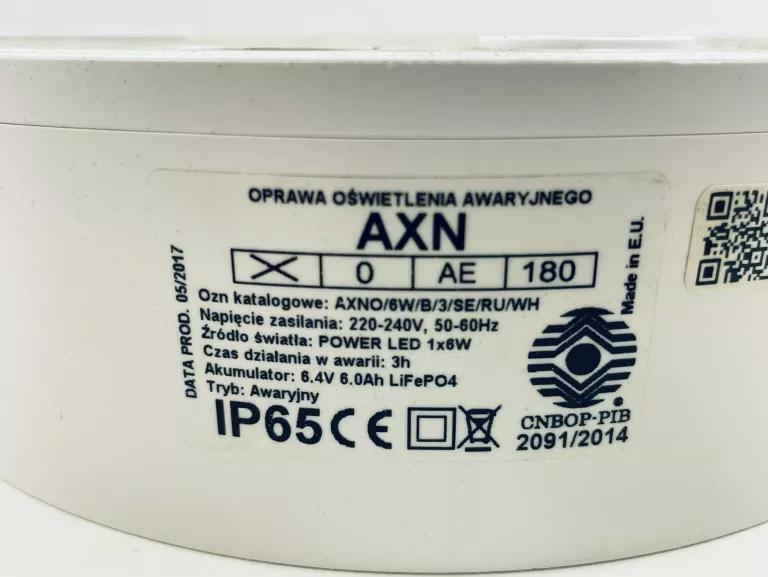 OPRAWA OŚWIETLENIA AWARYJNEGO
AXN
X 0 AE 180
Ozn katalogowe: AXNO/6W/B/3/SE/RU/WH
Napięcie zasilania: 220-240V, 50-60Hz
Źródło światła: POWER LED 1x6W
Czas działania w awarii: 3h
Akumulator: 6.4V 6.0Ah LiFePO4
Tryb: Awaryjny
IP65 CE
DATA PROD. 05/2017
Made in E.U.
CNBOP-PIB
2091/2014